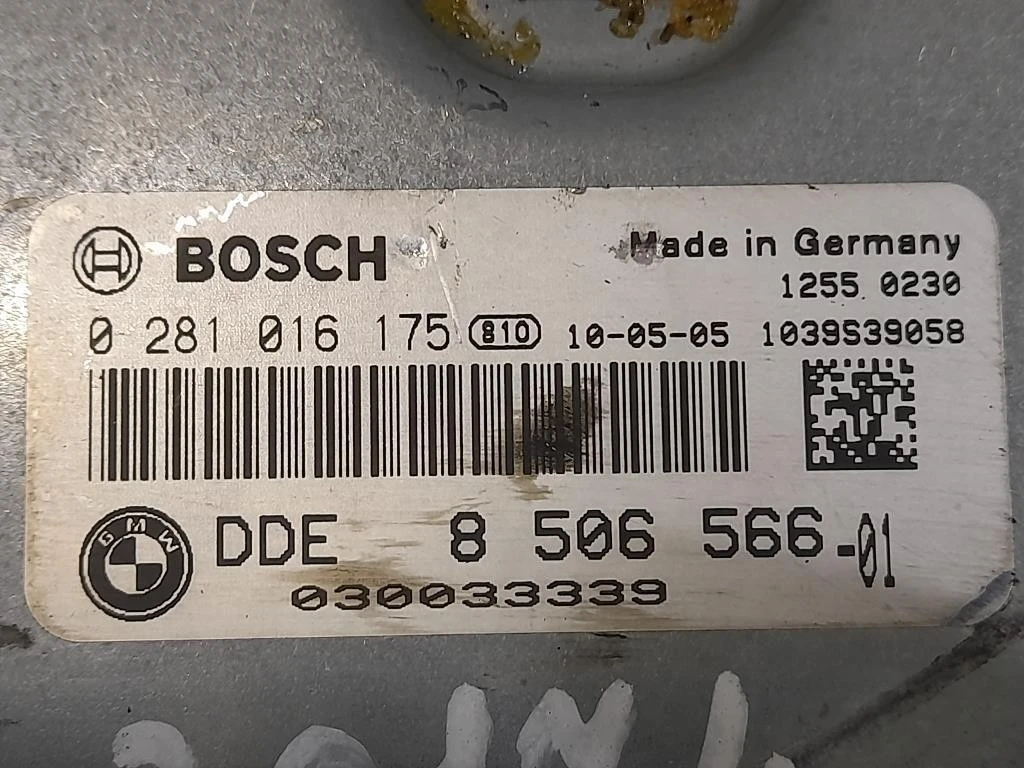 BOSCH Made in Germany
1255 0230
0 281 016 175 810 10-05-05 1039S39058
BMW DDE 8 506 566-01
030033339